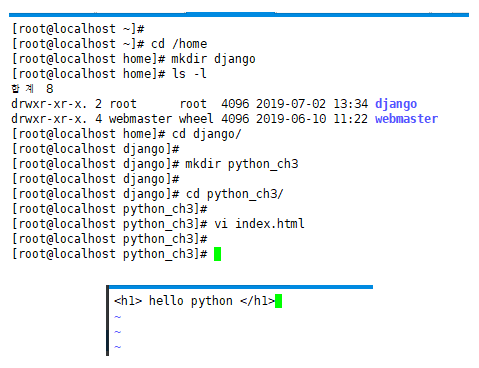 [root@localhost ~]#
[root@localhost ~]# cd /home
[root@localhost home]# mkdir django
[root@localhost home]# ls -l
합계 8
drwxr-xr-x. 2 root      root  4096 2019-07-02 13:34 django
drwxr-xr-x. 4 webmaster wheel 4096 2019-06-10 11:22 webmaster
[root@localhost home]# cd django/
[root@localhost django]#
[root@localhost django]# mkdir python_ch3
[root@localhost django]#
[root@localhost django]# cd python_ch3/
[root@localhost python_ch3]#
[root@localhost python_ch3]# vi index.html
[root@localhost python_ch3]#
[root@localhost python_ch3]#
<h1> hello python </h1>
~
~
~